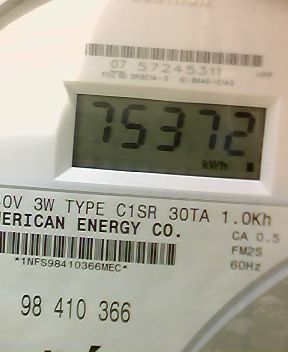 07 57245311
75372
kWh
0V 3W TYPE C1SR 30TA 1.0Kh
MERICAN ENERGY CO.
CA 0.5
FM2S
60Hz
*1NFS98410366MEC*
98 410 366